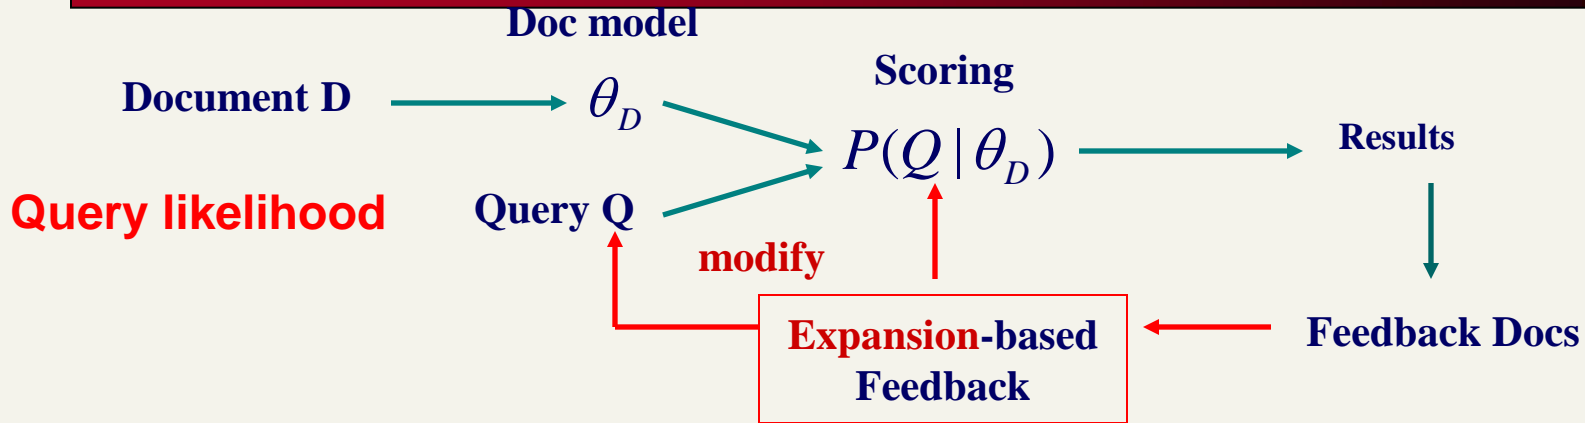 Doc model
Scoring
Document D
θ_D
P(Q | θ_D)
Results
Query likelihood
Query Q
modify
Expansion-based
Feedback
Feedback Docs